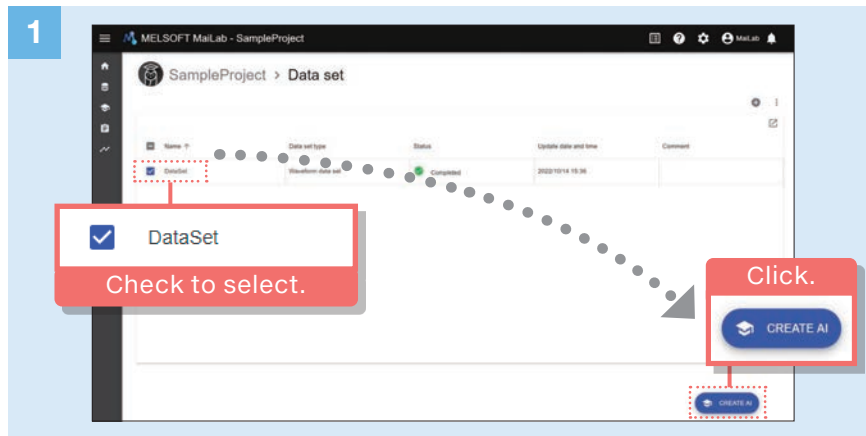 1
MELSOFT MaiLab - SampleProject
MaiLab
SampleProject > Data set
Name ↑ Data set type Status Update date and time Comment
DataSet Waveform data set Completed 2022/10/14 15:36
DataSet
Check to select.
Click.
CREATE AI
CREATE AI